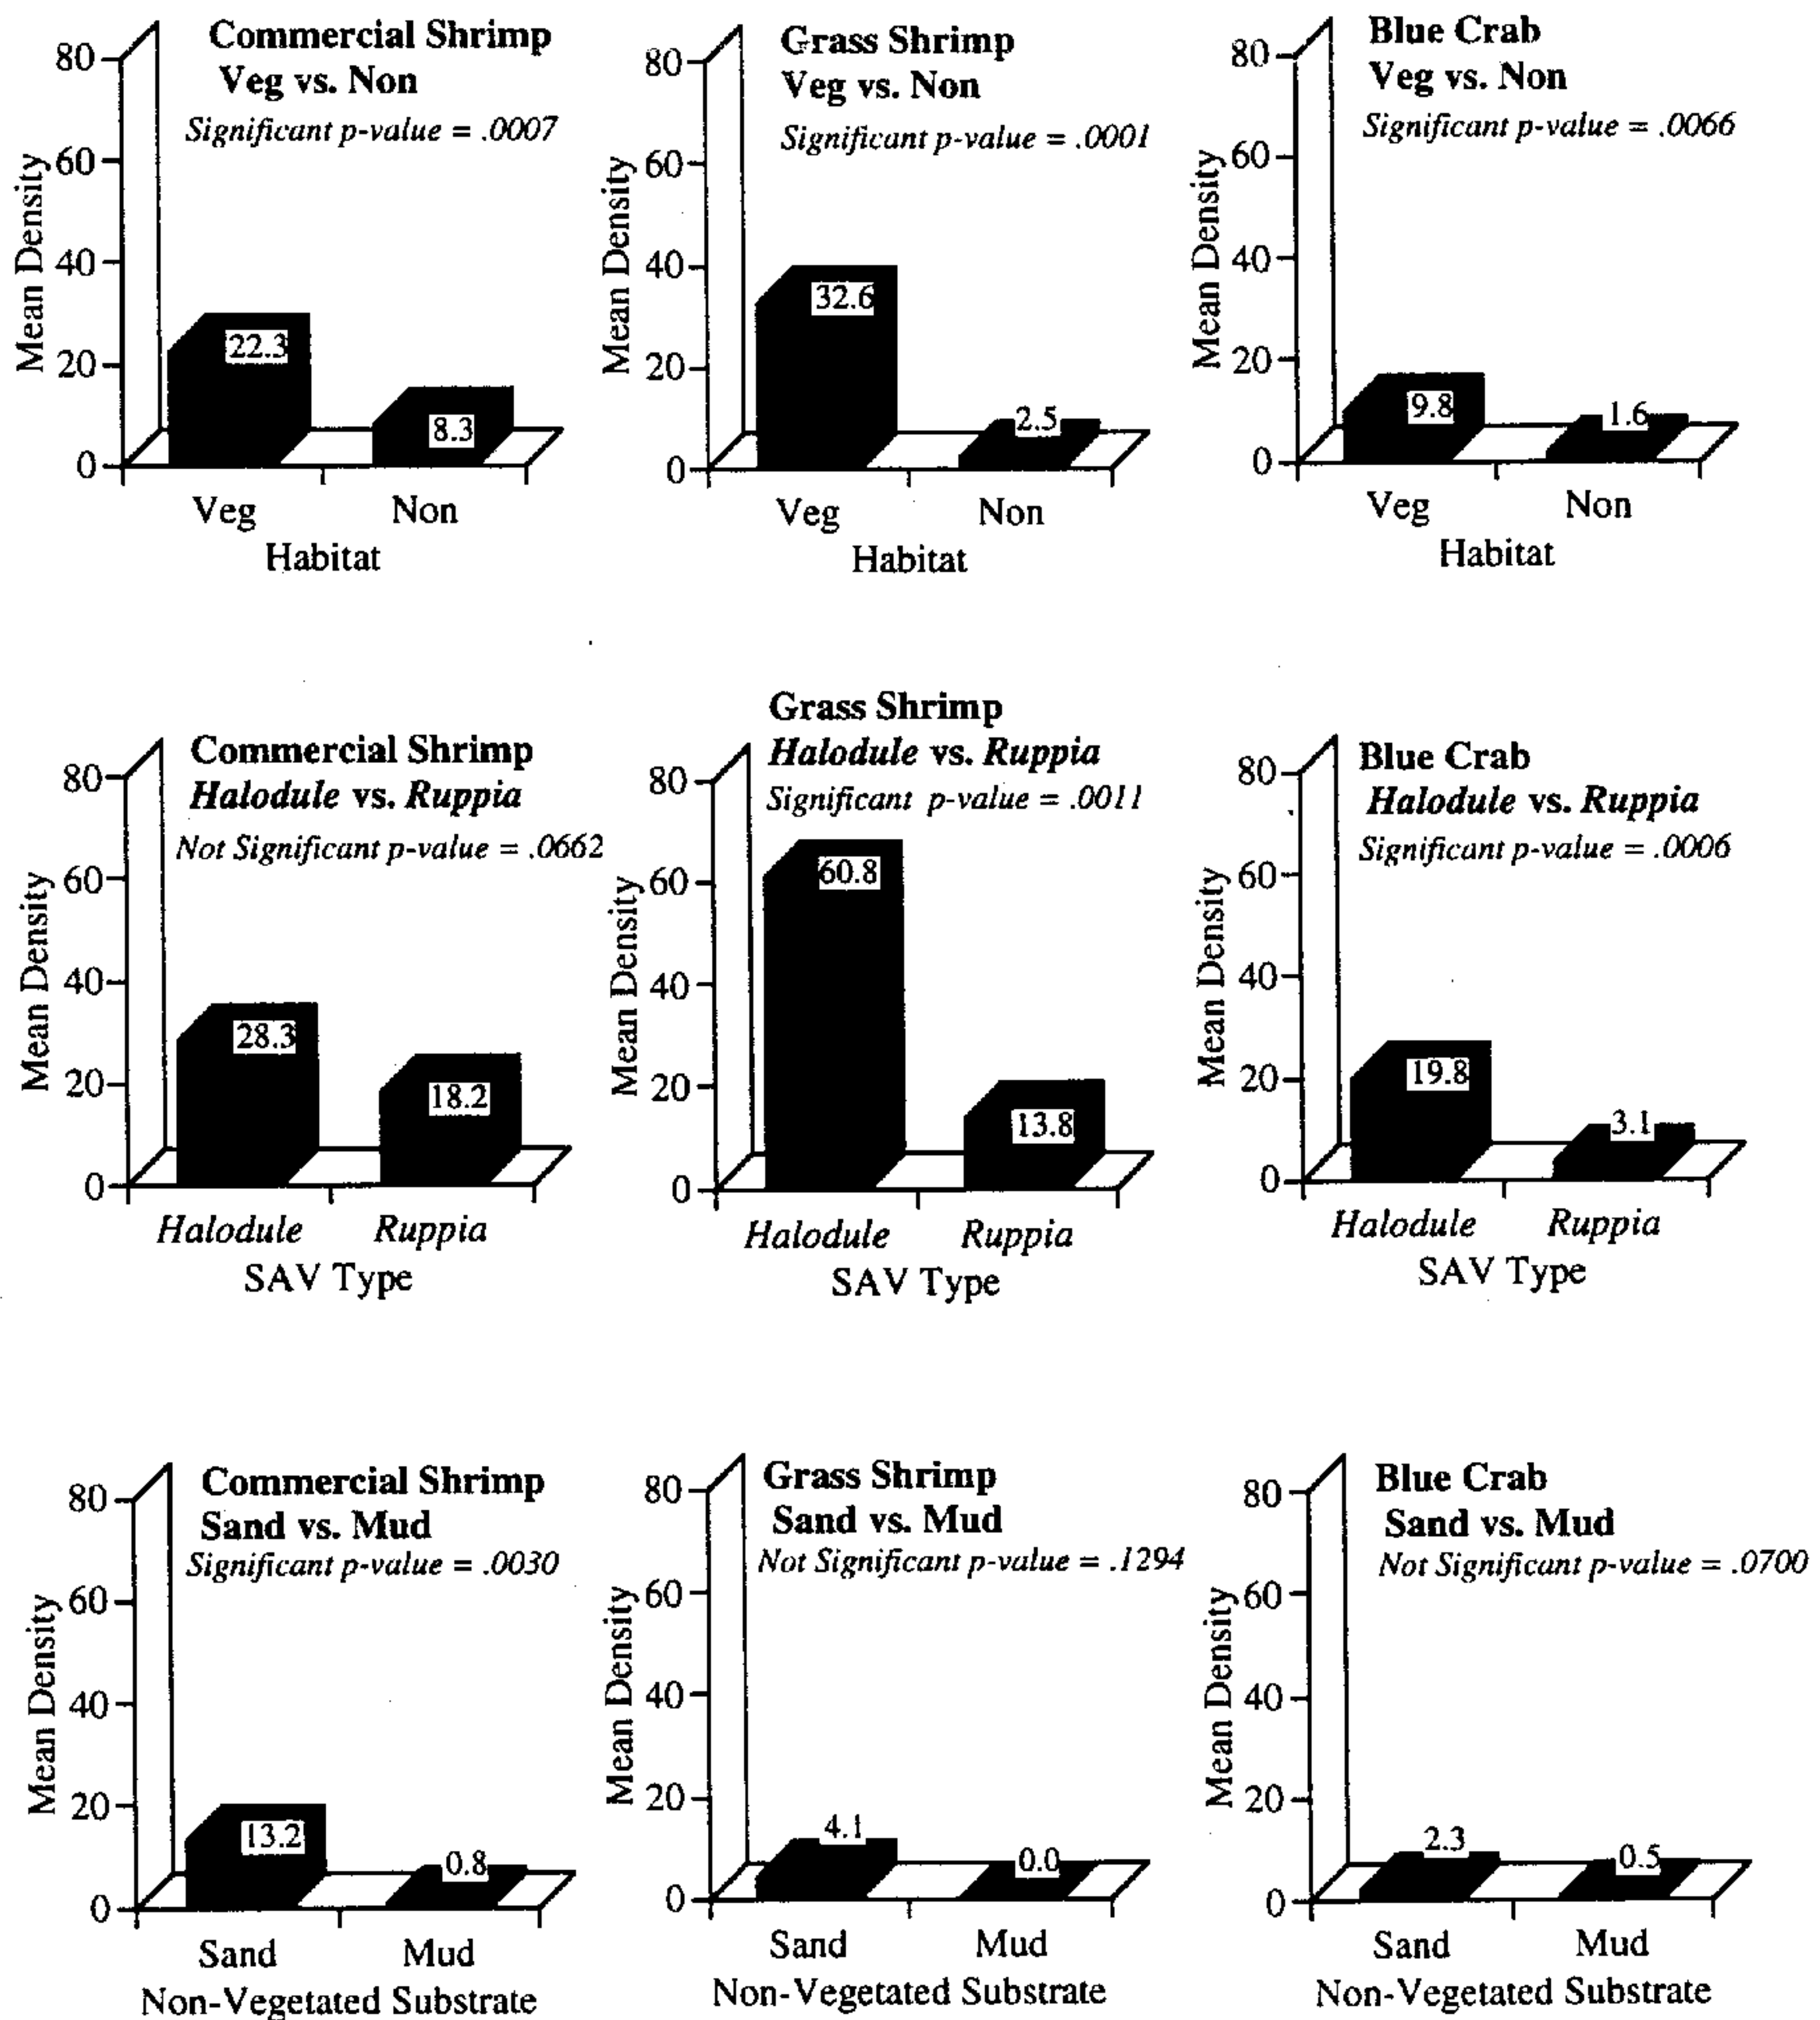 Commercial Shrimp
Veg vs. Non
Significant p-value = .0007
Mean Density
80
60
40
20
0
22.3
8.3
Veg Non
Habitat
Grass Shrimp
Veg vs. Non
Significant p-value = .0001
Mean Density
80
60
40
20
0
32.6
2.5
Veg Non
Habitat
Blue Crab
Veg vs. Non
Significant p-value = .0066
Mean Density
80
60
40
20
0
9.8
1.6
Veg Non
Habitat
Commercial Shrimp
Halodule vs. Ruppia
Not Significant p-value = .0662
Mean Density
80
60
40
20
0
28.3
18.2
Halodule Ruppia
SAV Type
Grass Shrimp
Halodule vs. Ruppia
Significant p-value = .0011
Mean Density
80
60
40
20
0
60.8
13.8
Halodule Ruppia
SAV Type
Blue Crab
Halodule vs. Ruppia
Significant p-value = .0006
Mean Density
80
60
40
20
0
19.8
3.1
Halodule Ruppia
SAV Type
Commercial Shrimp
Sand vs. Mud
Significant p-value = .0030
Mean Density
80
60
40
20
0
13.2
0.8
Sand Mud
Non-Vegetated Substrate
Grass Shrimp
Sand vs. Mud
Not Significant p-value = .1294
Mean Density
80
60
40
20
0
4.1
0.0
Sand Mud
Non-Vegetated Substrate
Blue Crab
Sand vs. Mud
Not Significant p-value = .0700
Mean Density
80
60
40
20
0
2.3
0.5
Sand Mud
Non-Vegetated Substrate